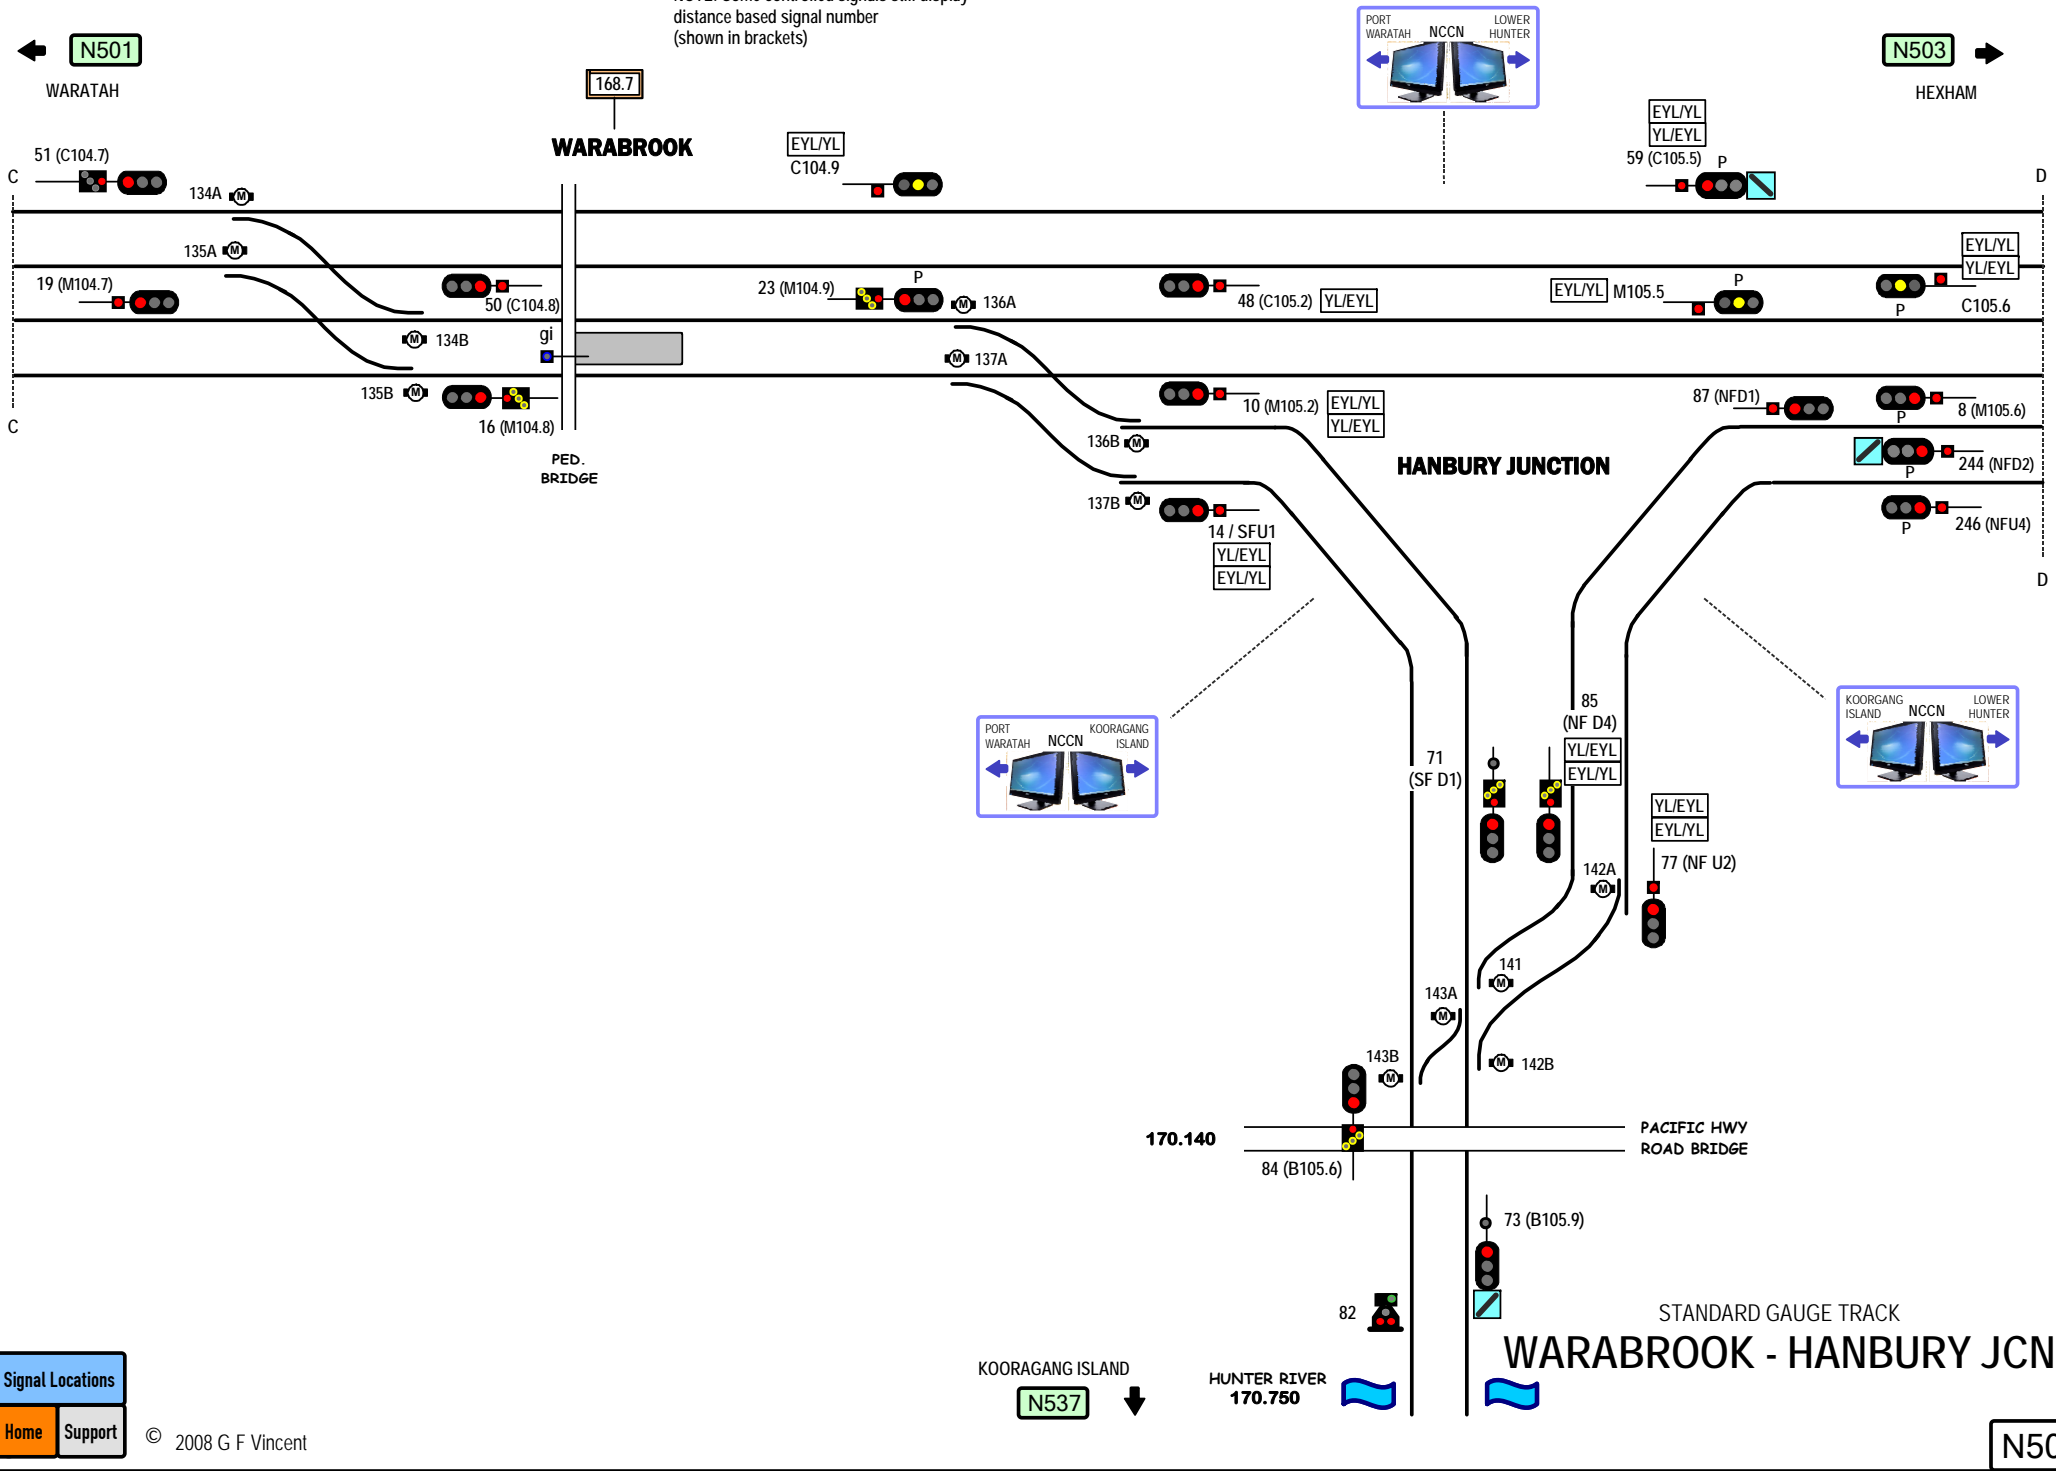 distance based signal number
(shown in brackets)
N501
WARATAH
168.7
WARABROOK
PORT
WARATAH
NCCN
LOWER
HUNTER
N503
HEXHAM
51 (C104.7)
C
134A
M
EYL/YL
C104.9
EYL/YL
YL/EYL
59 (C105.5)
P
D
135A
M
19 (M104.7)
50 (C104.8)
23 (M104.9)
P
M
136A
48 (C105.2)
YL/EYL
EYL/YL
M105.5
P
EYL/YL
YL/EYL
P
C105.6
M
134B
gi
M
137A
135B
M
16 (M104.8)
C
PED.
BRIDGE
10 (M105.2)
EYL/YL
YL/EYL
136B
M
HANBURY JUNCTION
87 (NFD1)
P
8 (M105.6)
P
244 (NFD2)
137B
M
14 / SFU1
YL/EYL
EYL/YL
P
246 (NFU4)
D
PORT
WARATAH
NCCN
KOORAGANG
ISLAND
71
(SF D1)
85
(NF D4)
YL/EYL
EYL/YL
KOORGANG
ISLAND
NCCN
LOWER
HUNTER
YL/EYL
EYL/YL
77 (NF U2)
142A
M
141
M
143A
M
143B
M
M
142B
170.140
PACIFIC HWY
ROAD BRIDGE
84 (B105.6)
73 (B105.9)
82
STANDARD GAUGE TRACK
WARABROOK - HANBURY JCN
KOORAGANG ISLAND
N537
HUNTER RIVER
170.750
Signal Locations
Home
Support
© 2008 G F Vincent